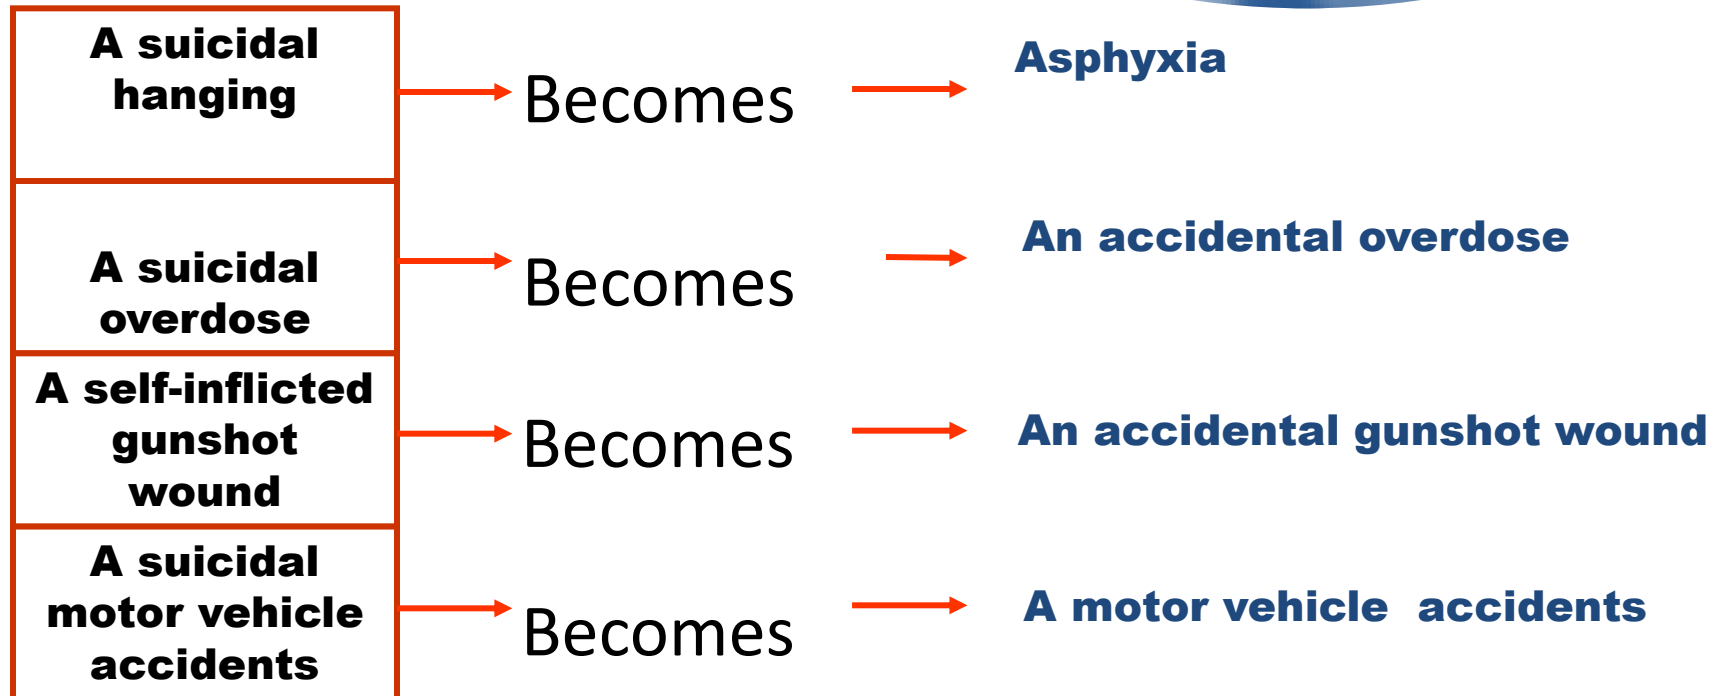 A suicidal
hanging
Becomes
Asphyxia
A suicidal
overdose
Becomes
An accidental overdose
A self-inflicted
gunshot
wound
Becomes
An accidental gunshot wound
A suicidal
motor vehicle
accidents
Becomes
A motor vehicle  accidents